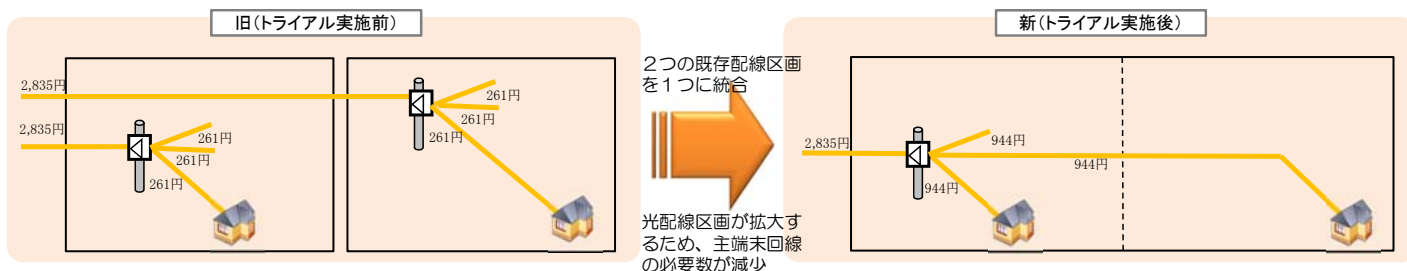 旧(トライアル実施前)
2,835円
2,835円
261円
261円
261円
261円
261円
261円
２つの既存配線区画
を１つに統合
光配線区画が拡大す
るため、主端末回線
の必要数が減少
新(トライアル実施後)
2,835円
944円
944円
944円